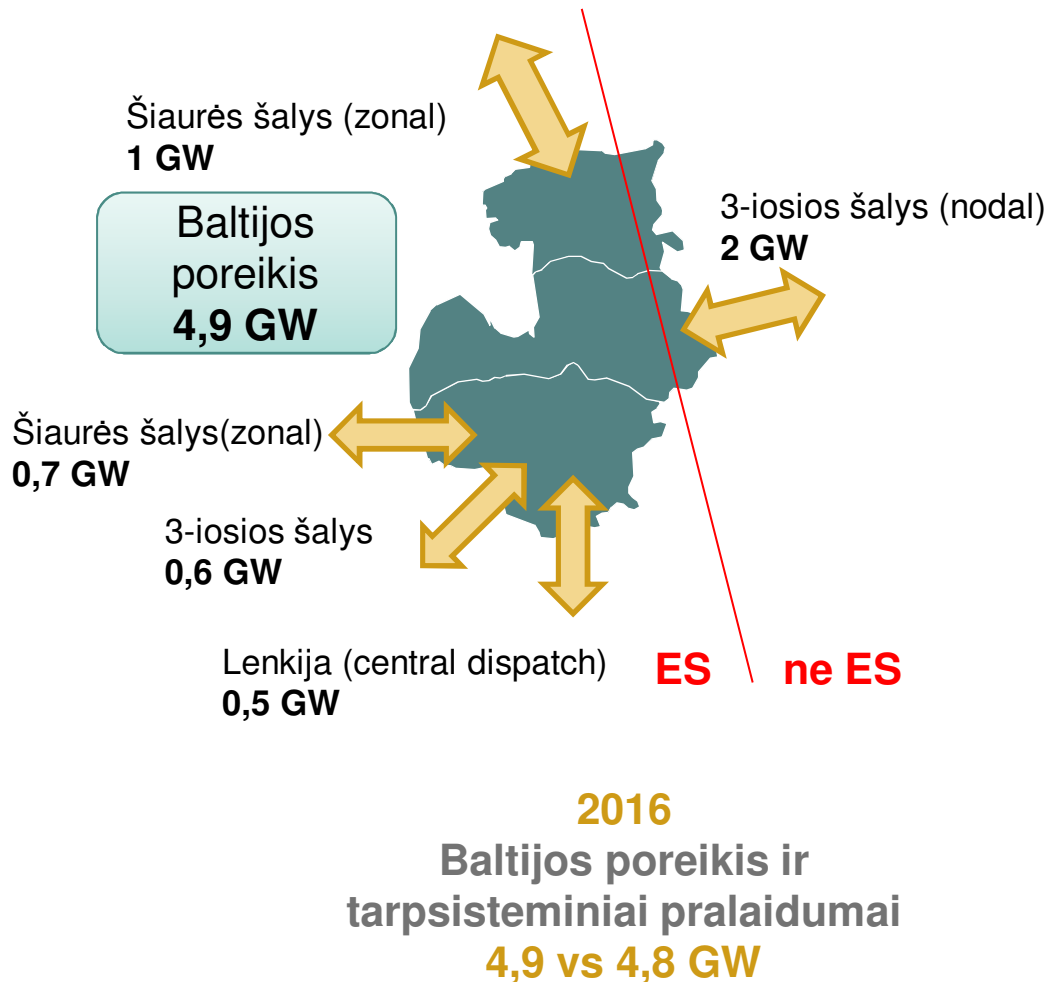 Šiaurės šalys (zonal)
1 GW
Baltijos
poreikis
4,9 GW
3-iosios šalys (nodal)
2 GW
Šiaurės šalys(zonal)
0,7 GW
3-iosios šalys
0,6 GW
Lenkija (central dispatch)
0,5 GW
ES
ne ES
2016
Baltijos poreikis ir
tarpsisteminiai pralaidumai
4,9 vs 4,8 GW